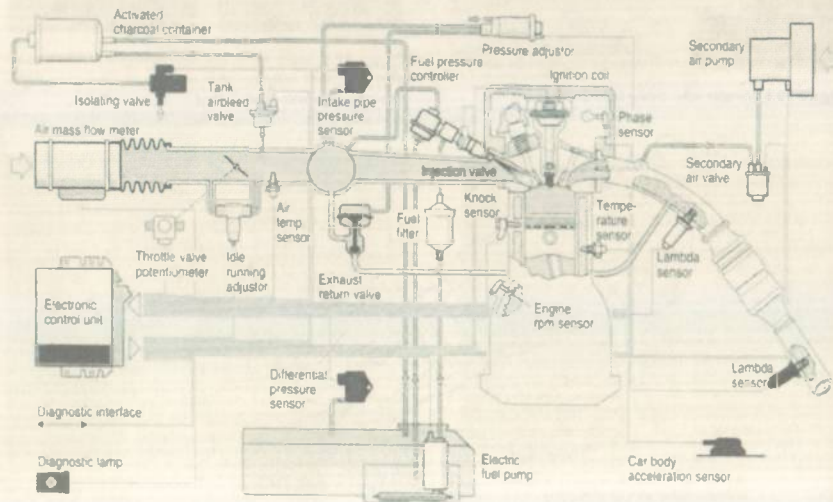 Activated
charcoal container
Pressure adjustor
Secondary
air pump
Fuel pressure
controller
Ignition coil
Isolating valve
Tank
airbleed
valve
Intake pipe
pressure
sensor
Phase
sensor
Air mass flow meter
Injection valve
Secondary
air valve
Knock
sensor
Air
temp
sensor
Fuel
filter
Tempe-
rature
sensor
Throttle valve
potentiometer
Idle
running
adjustor
Exhaust
return valve
Lambda
sensor
Electronic
control unit
Engine
rpm sensor
Differential
pressure
sensor
Lambda
sensor
Diagnostic interface
Diagnostic lamp
Electric
fuel pump
Car body
acceleration sensor